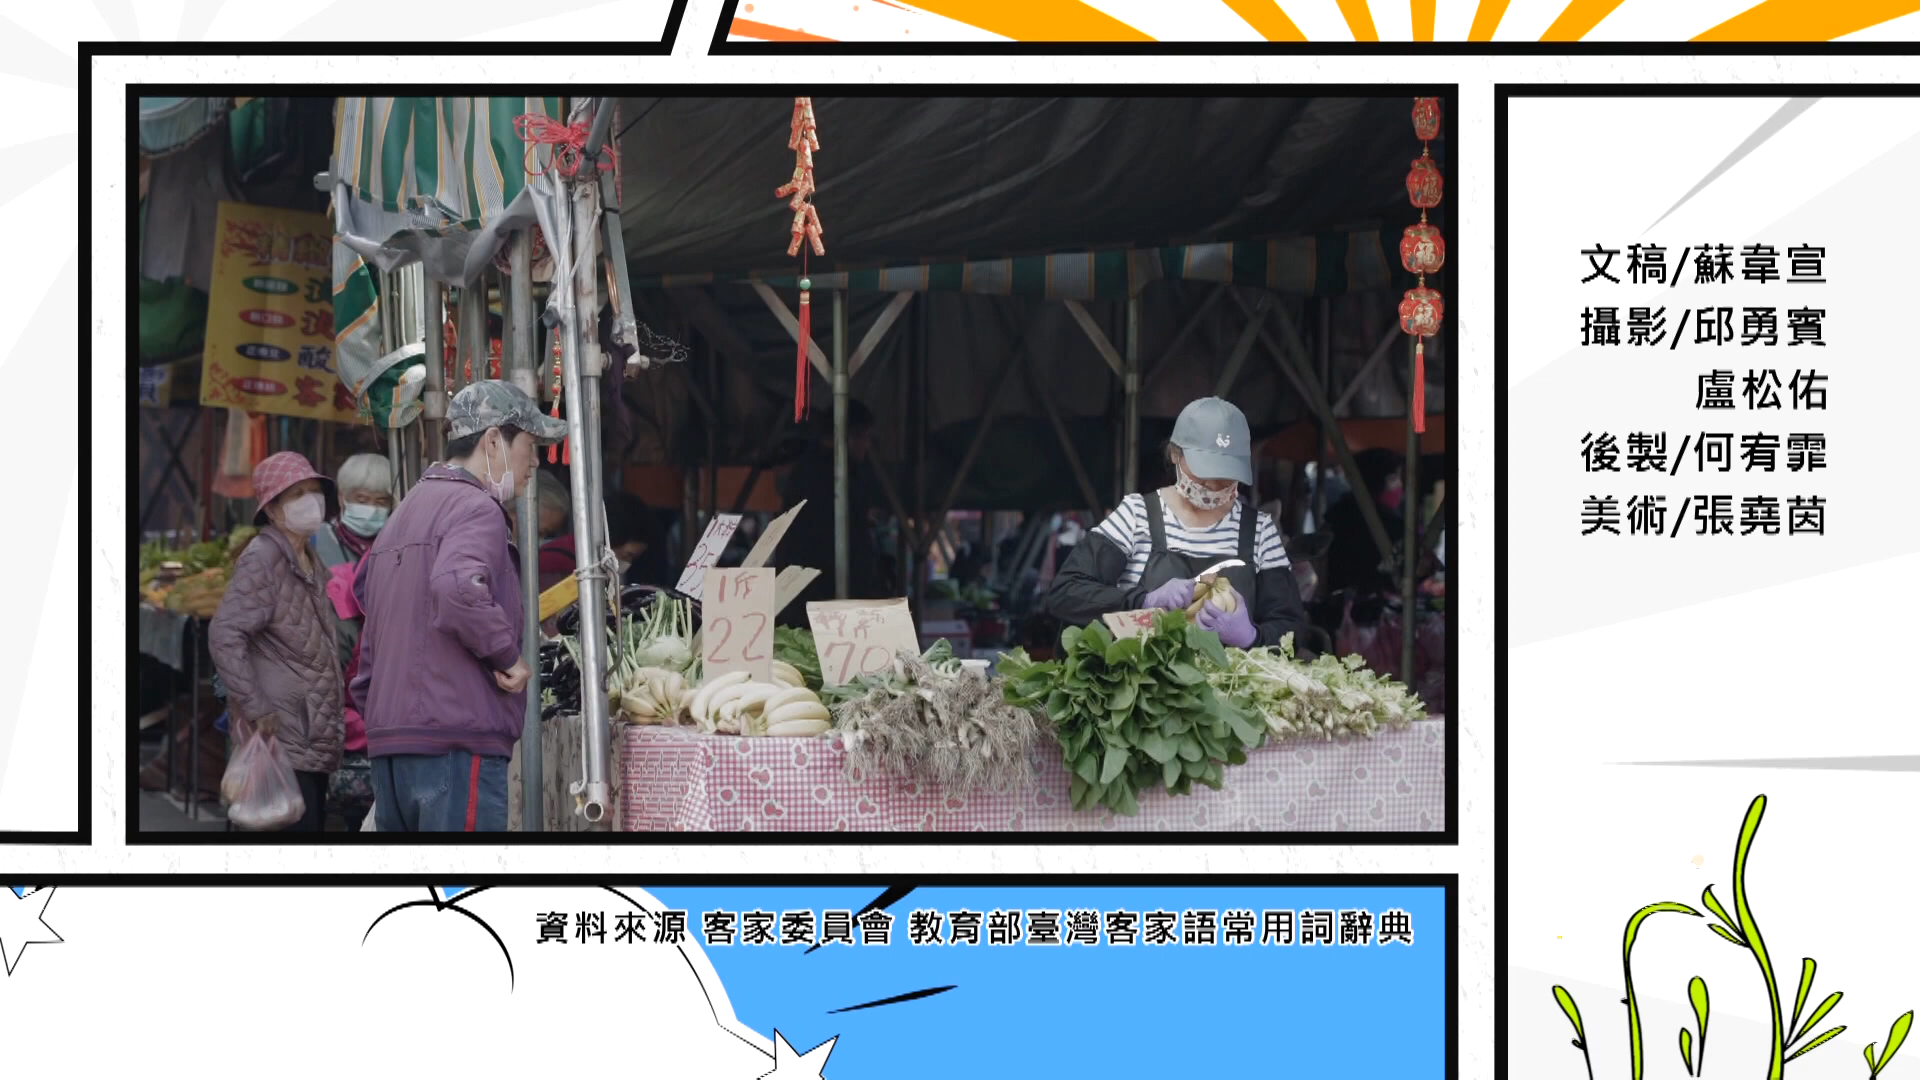 文稿/蘇韋宣
攝影/邱勇賓
盧松佑
後製/何宥霏
美術/張堯茵
1斤
22
70
資料來源 客家委員會 教育部臺灣客家語常用詞辭典